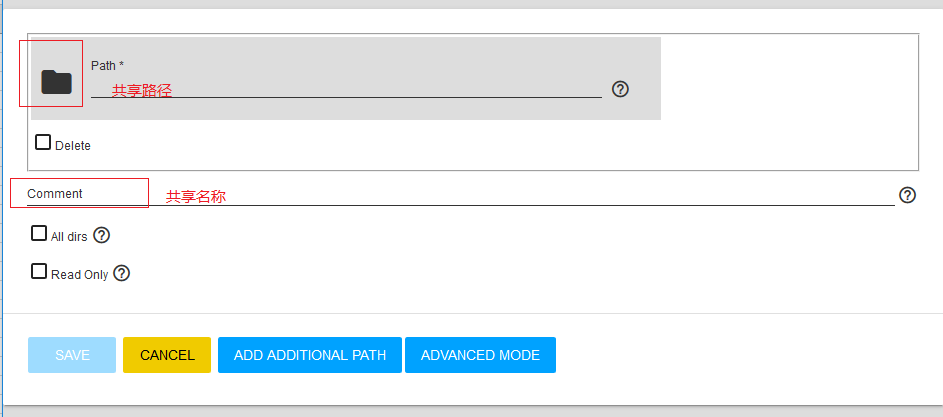 Path *
共享路径
Delete
Comment
共享名称
All dirs
Read Only
SAVE CANCEL ADD ADDITIONAL PATH ADVANCED MODE